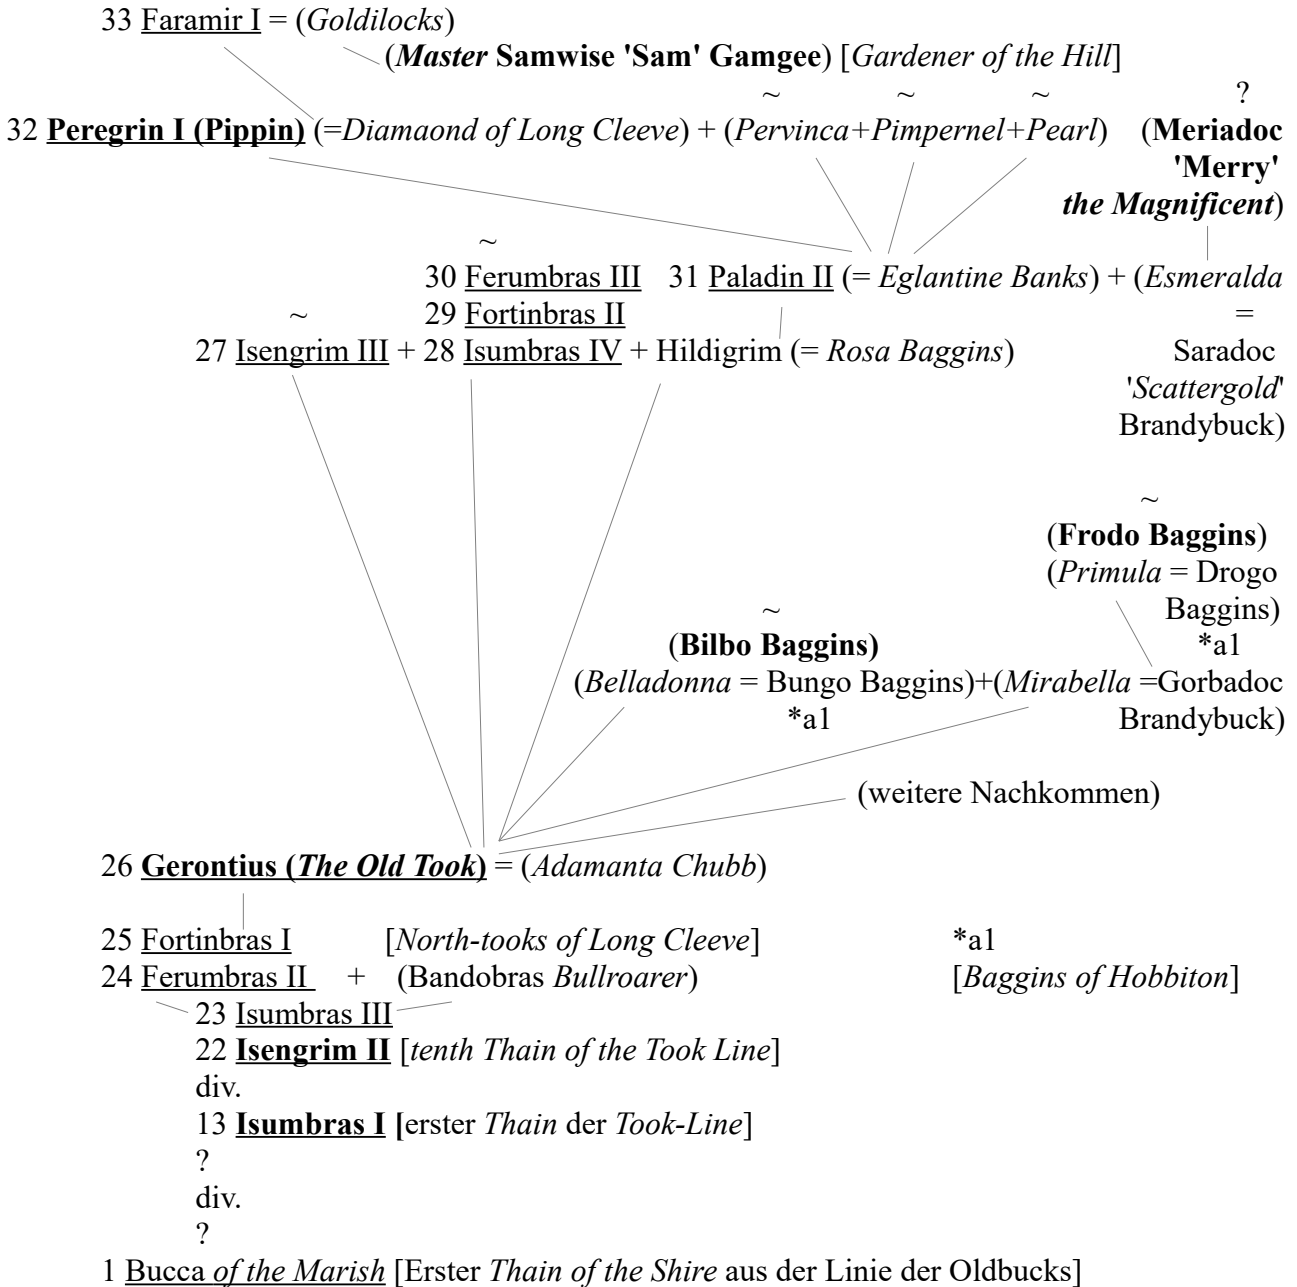 33 Faramir I = (Goldilocks)
(Master Samwise 'Sam' Gamgee) [Gardener of the Hill]
~ ~ ~ ?
32 Peregrin I (Pippin) (=Diamaond of Long Cleeve) + (Pervinca+Pimpernel+Pearl) (Meriadoc
'Merry'
the Magnificent)
~
30 Ferumbras III 31 Paladin II (= Eglantine Banks) + (Esmeralda
~ 29 Fortinbras II =
27 Isengrim III + 28 Isumbras IV + Hildigrim (= Rosa Baggins) Saradoc
'Scattergold'
Brandybuck)
~
(Frodo Baggins)
(Primula = Drogo
~ Baggins)
(Bilbo Baggins) *a1
(Belladonna = Bungo Baggins)+(Mirabella =Gorbadoc
*a1 Brandybuck)
(weitere Nachkommen)
26 Gerontius (The Old Took) = (Adamanta Chubb)
25 Fortinbras I [North-tooks of Long Cleeve] *a1
24 Ferumbras II + (Bandobras Bullroarer) [Baggins of Hobbiton]
23 Isumbras III
22 Isengrim II [tenth Thain of the Took Line]
div.
13 Isumbras I [erster Thain der Took-Line]
?
div.
?
1 Bucca of the Marish [Erster Thain of the Shire aus der Linie der Oldbucks]